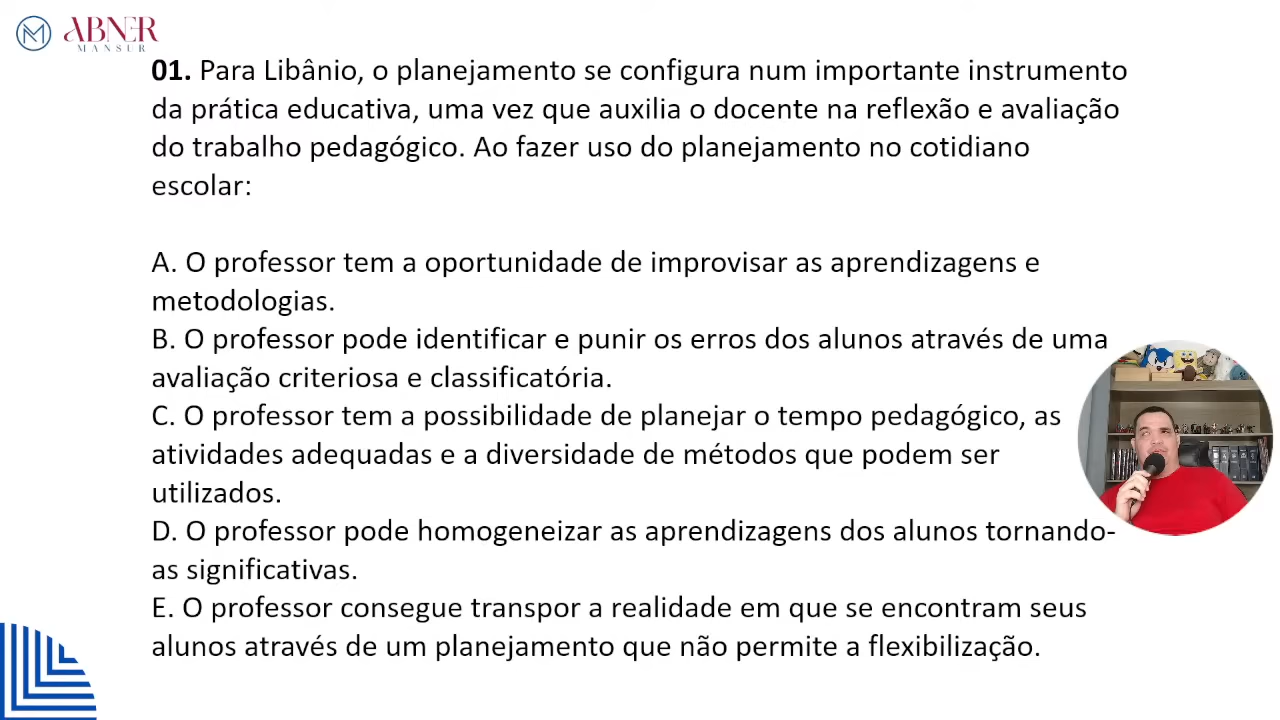 ABNER
MANSUR
01. Para Libânio, o planejamento se configura num importante instrumento
da prática educativa, uma vez que auxilia o docente na reflexão e avaliação
do trabalho pedagógico. Ao fazer uso do planejamento no cotidiano
escolar:
A. O professor tem a oportunidade de improvisar as aprendizagens e
metodologias.
B. O professor pode identificar e punir os erros dos alunos através de uma
avaliação criteriosa e classificatória.
C. O professor tem a possibilidade de planejar o tempo pedagógico, as
atividades adequadas e a diversidade de métodos que podem ser
utilizados.
D. O professor pode homogeneizar as aprendizagens dos alunos tornando-
as significativas.
E. O professor consegue transpor a realidade em que se encontram seus
alunos através de um planejamento que não permite a flexibilização.